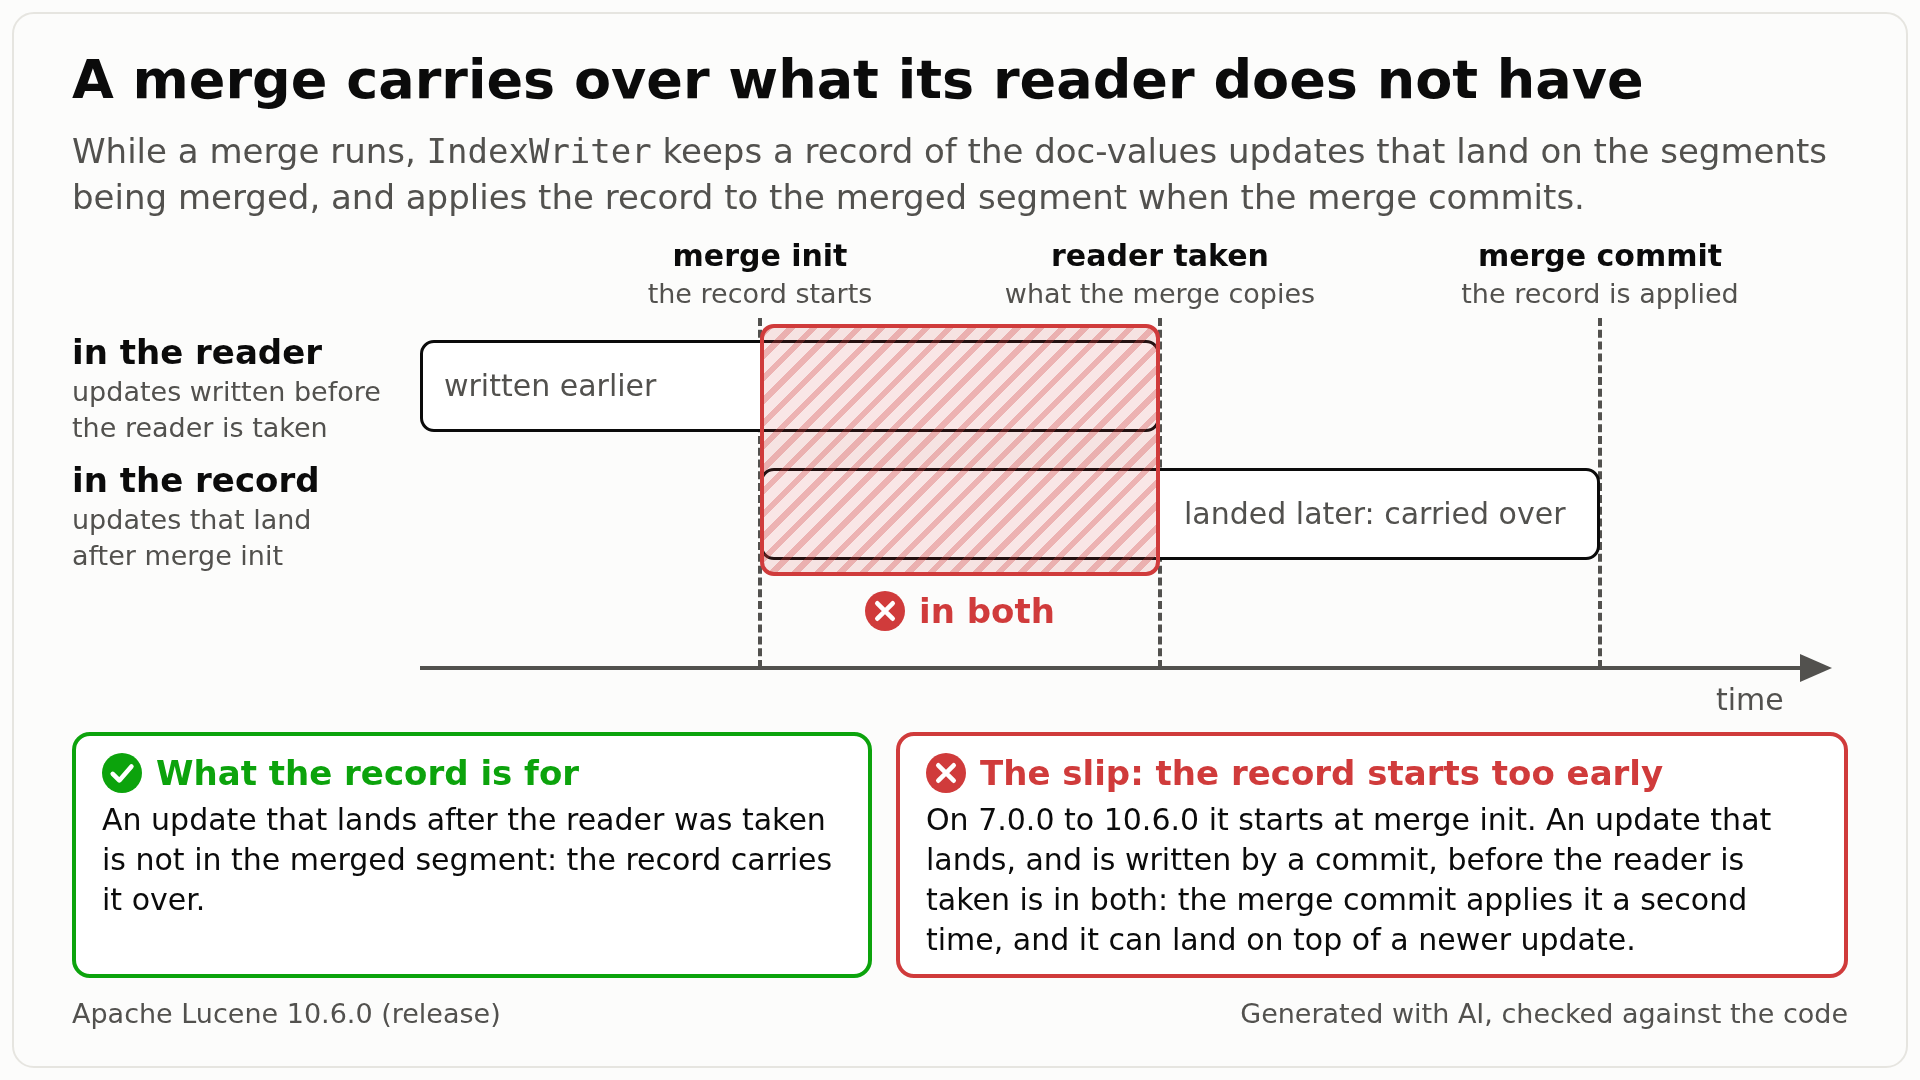 A merge carries over what its reader does not have
While a merge runs, IndexWriter keeps a record of the doc-values updates that land on the segments
being merged, and applies the record to the merged segment when the merge commits.
merge init
the record starts
reader taken
what the merge copies
merge commit
the record is applied
in the reader
updates written before
the reader is taken
written earlier
in the record
updates that land
after merge init
landed later: carried over
in both
time
What the record is for
An update that lands after the reader was taken
is not in the merged segment: the record carries
it over.
The slip: the record starts too early
On 7.0.0 to 10.6.0 it starts at merge init. An update that
lands, and is written by a commit, before the reader is
taken is in both: the merge commit applies it a second
time, and it can land on top of a newer update.
Apache Lucene 10.6.0 (release)
Generated with AI, checked against the code